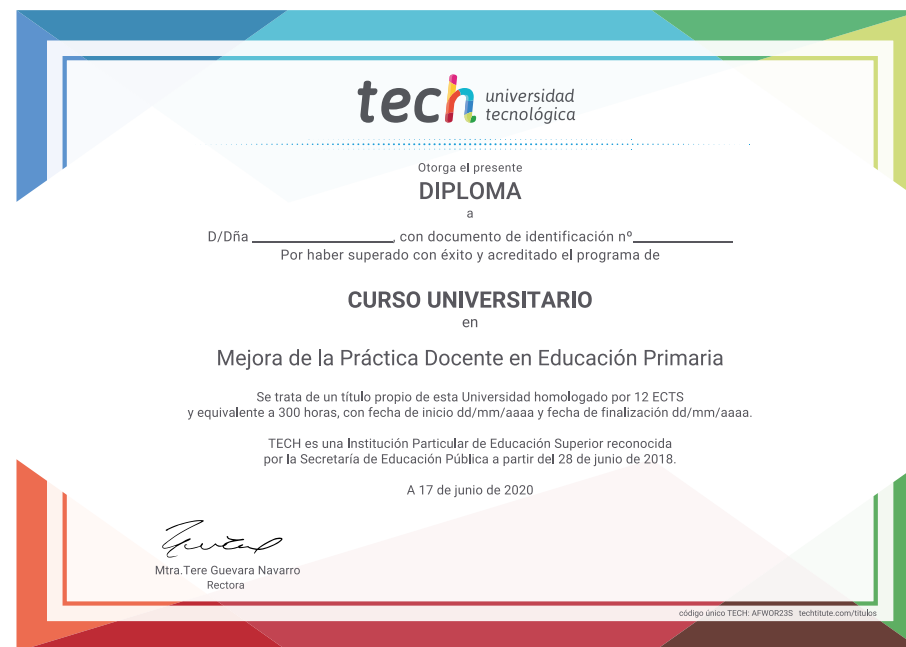 tech universidad
tecnológica
Otorga el presente
DIPLOMA
a
D/Dña ____________________, con documento de identificación nº______________
Por haber superado con éxito y acreditado el programa de
CURSO UNIVERSITARIO
en
Mejora de la Práctica Docente en Educación Primaria
Se trata de un título propio de esta Universidad homologado por 12 ECTS
y equivalente a 300 horas, con fecha de inicio dd/mm/aaaa y fecha de finalización dd/mm/aaaa.
TECH es una Institución Particular de Educación Superior reconocida
por la Secretaría de Educación Pública a partir del 28 de junio de 2018.
A 17 de junio de 2020
Mtra.Tere Guevara Navarro
Rectora
código único TECH: AFWOR23S techtitute.com/titulos